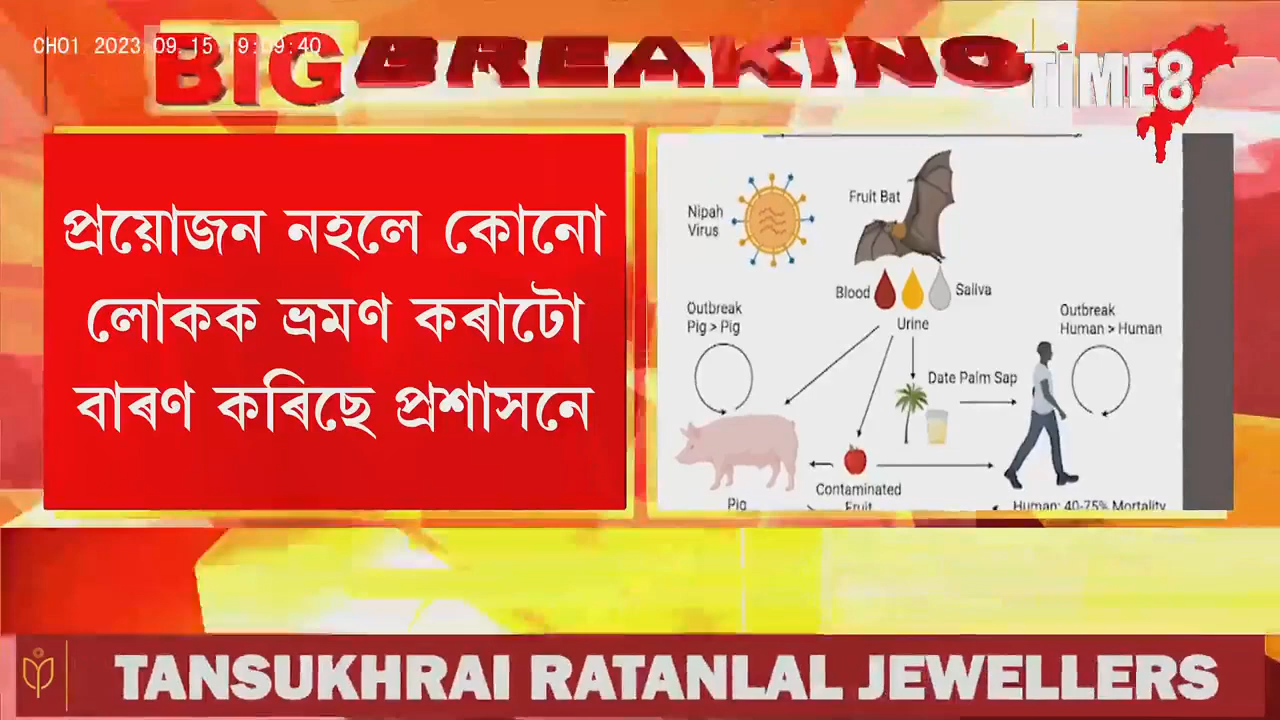 CH01 2023.09.15 19:09:40
BIG BREAKING
TIME8
প্ৰয়োজন নহলে কোনো
লোকক ভ্ৰমণ কৰাটো
বাৰণ কৰিছে প্ৰশাসনে
Nipah
Virus
Fruit Bat
Blood
Saliva
Urine
Outbreak
Pig > Pig
Outbreak
Human > Human
Date Palm Sap
Contaminated
Fruit
Pig
Human: 40-75% Mortality
TANSUKHRAI RATANLAL JEWELLERS